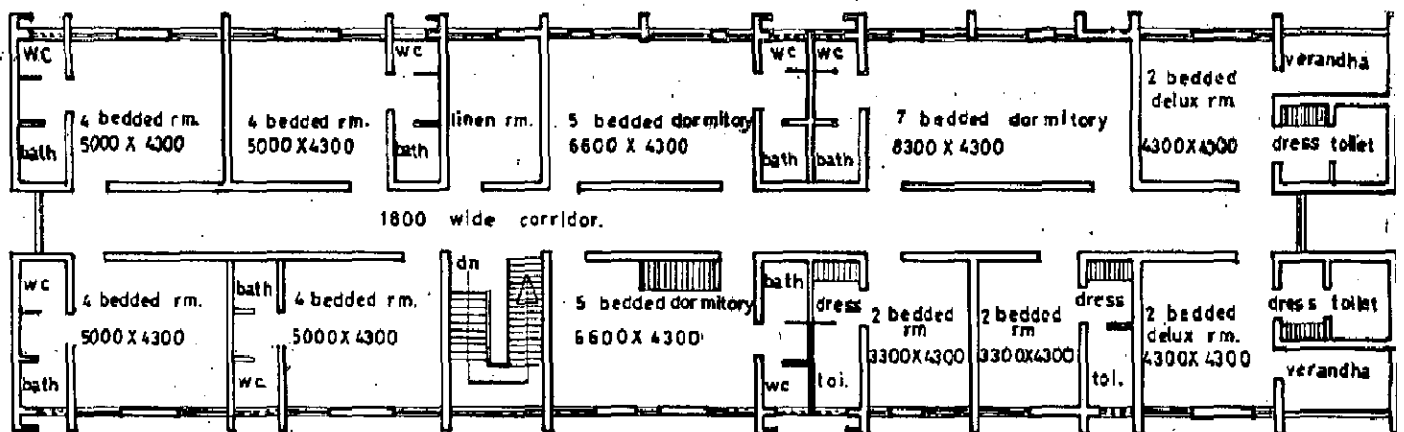 wc
wc
wc
wc
verandha
2 bedded
delux rm
4 bedded rm.
5000 X 4300
4 bedded rm.
5000 X 4300
linen rm.
5 bedded dormitory
6600 X 4300
7 bedded dormitory
8300 X 4300
4300X4300
dress toilet
bath
bath
bath
bath
1800 wide corridor.
dn
wc
4 bedded rm.
5000 X 4300
bath
4 bedded rm.
5000 X 4300
5 bedded dormitory
6600 X 4300
bath
dress
2 bedded
rm
3300X4300
2 bedded
rm
3300X4300
dress
2 bedded
delux rm.
4300X 4300
dress toilet
bath
wc
wc
toi.
toi.
verandha